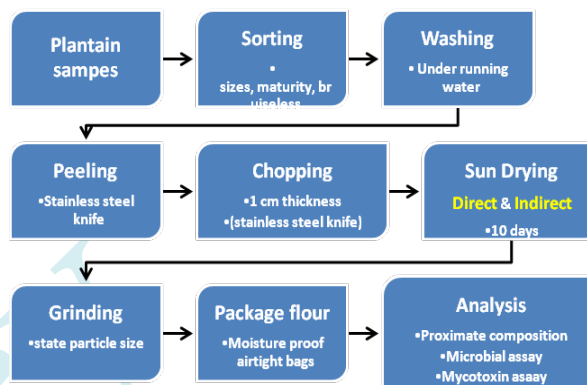 Plantain
sampes
Sorting
•
sizes, maturity, br
uiseless
Washing
• Under running
water
Peeling
•Stainless steel
knife
Chopping
•1 cm thickness
•(stainless steel knife)
Sun Drying
Direct & Indirect
•10 days
Grinding
•state particle size
Package flour
•Moisture proof
airtight bags
Analysis
•Proximate composition
•Microbial assay
•Mycotoxin asaay